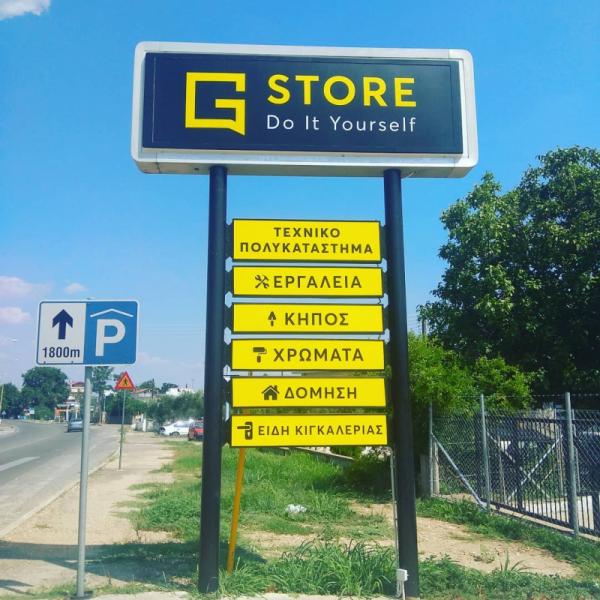 G STORE
Do It Yourself
ΤΕΧΝΙΚΟ
ΠΟΛΥΚΑΤΑΣΤΗΜΑ
ΕΡΓΑΛΕΙΑ
ΚΗΠΟΣ
ΧΡΩΜΑΤΑ
ΔΟΜΗΣΗ
ΕΙΔΗ ΚΙΓΚΑΛΕΡΙΑΣ
P
1800m